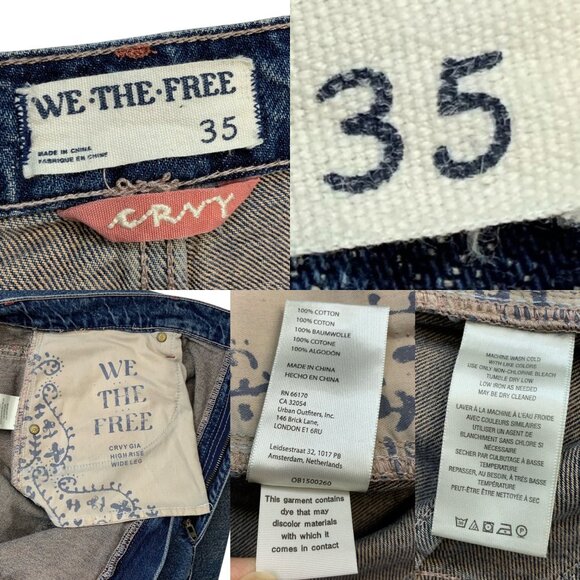 WE·THE·FREE
35
MADE IN CHINA
FABRIQUE EN CHINE
CRVY
35
WE
THE
FREE
CRVY GIA
HIGH RISE
WIDE LEG
100% COTTON
100% COTON
100% BAUMWOLLE
100% COTONE
100% ALGODÓN
MADE IN CHINA
HECHO EN CHINA
RN 66170
CA 32054
Urban Outfitters, Inc.
146 Brick Lane,
LONDON E1 6RU
Leidsestraat 32, 1017 PB
Amsterdam, Netherlands
OB1500260
This garment contains
dye that may
discolor materials
with which it
comes in contact
MACHINE WASH COLD
WITH LIKE COLORS
USE ONLY NON-CHLORINE BLEACH
TUMBLE DRY LOW
LOW IRON AS NEEDED
MAY BE DRY CLEANED
LAVER À LA MACHINE À L'EAU FROIDE
AVEC COULEURS SIMILAIRES
UTILISER UN AGENT DE
BLANCHIMENT SANS CHLORE SI
NÉCESSAIRE
SÉCHER PAR CULBUTAGE À BASSE
TEMPERATURE
REPASSER, AU BESOIN, À TRÈS BASSE
TEMPÉRATURE
PEUT-ÊTRE ÊTRE NETTOYÉE À SEC